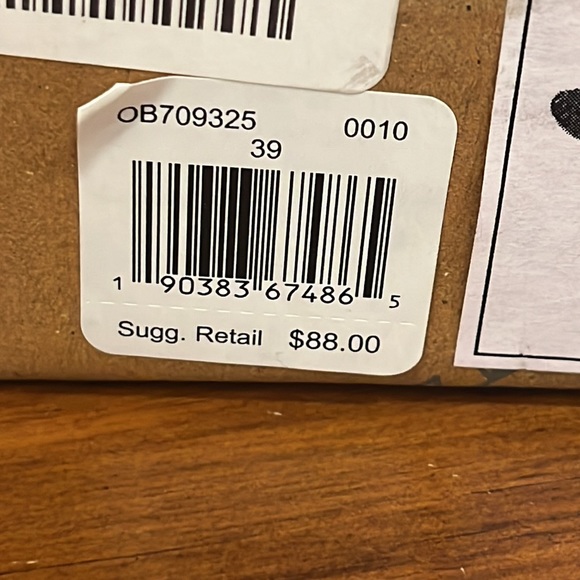 OB709325 0010
39
1 90383 67486 5
Sugg. Retail $88.00